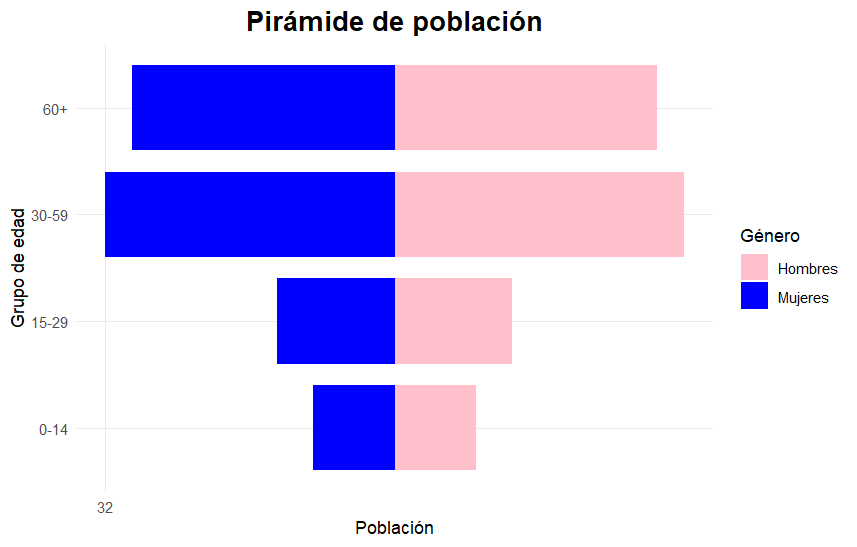 Pirámide de población
Grupo de edad
60+
30-59
15-29
0-14
32
Población
Género
Hombres
Mujeres